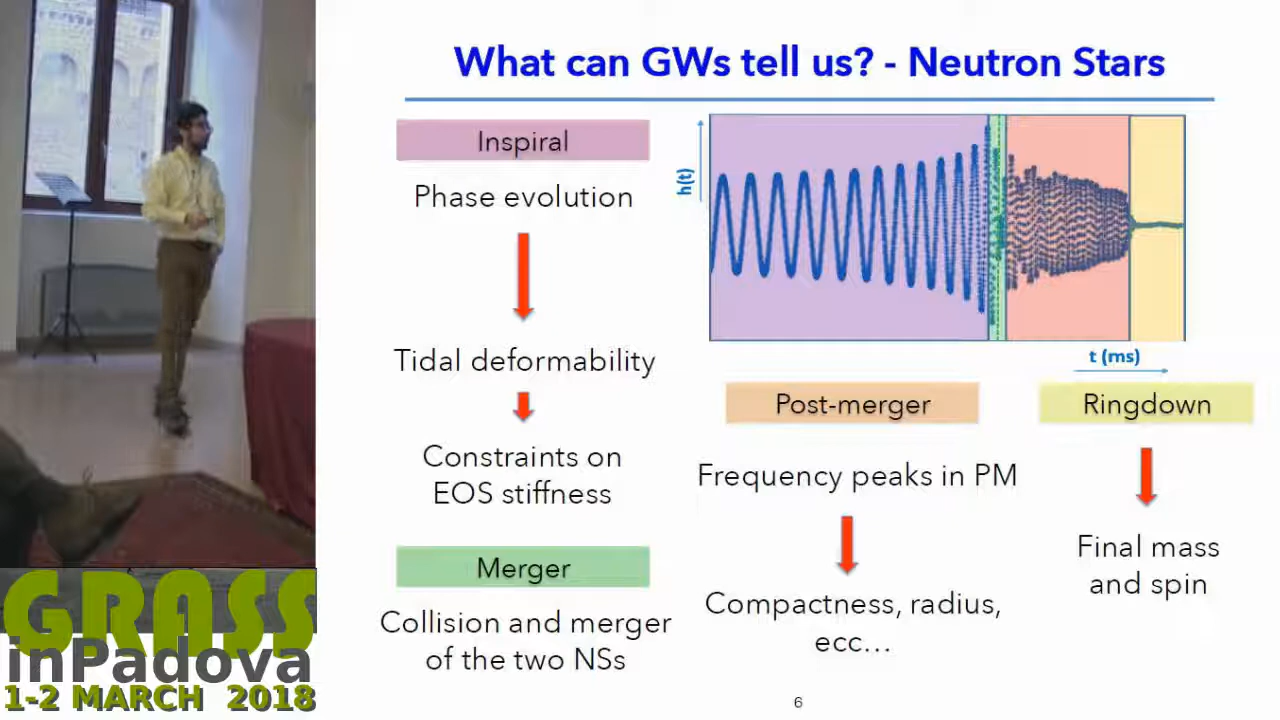 What can GWs tell us? - Neutron Stars
Inspiral
Phase evolution
Tidal deformability
Constraints on
EOS stiffness
Merger
Collision and merger
of the two NSs
h(t)
t (ms)
Post-merger
Frequency peaks in PM
Compactness, radius,
ecc...
Ringdown
Final mass
and spin
6
GRASS
inPadova
1-2 MARCH 2018